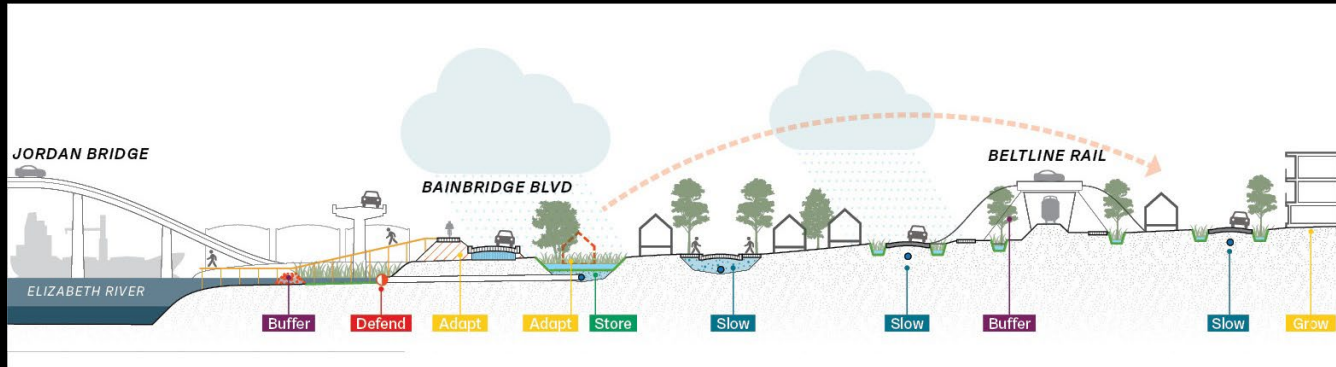 JORDAN BRIDGE
BAINBRIDGE BLVD
BELTLINE RAIL
ELIZABETH RIVER
Buffer
Defend
Adapt
Adapt
Store
Slow
Slow
Buffer
Slow
Grow